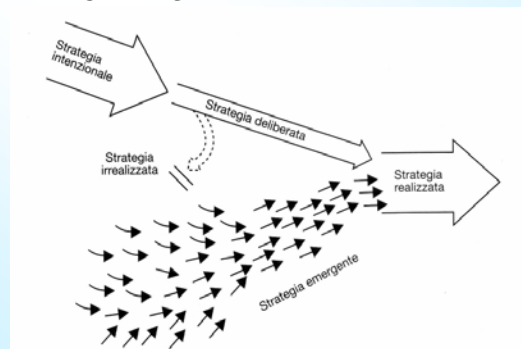 Strategia
intenzionale
Strategia deliberata
Strategia
irrealizzata
Strategia
realizzata
Strategia emergente